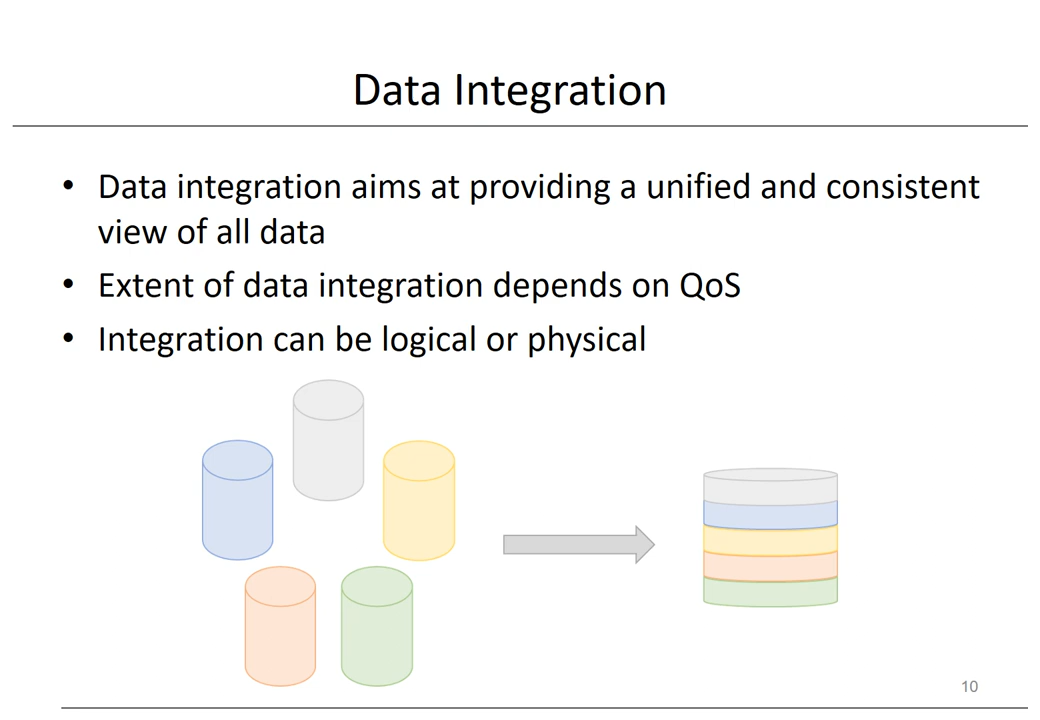 Data Integration
• Data integration aims at providing a unified and consistent
view of all data
• Extent of data integration depends on QoS
• Integration can be logical or physical
10